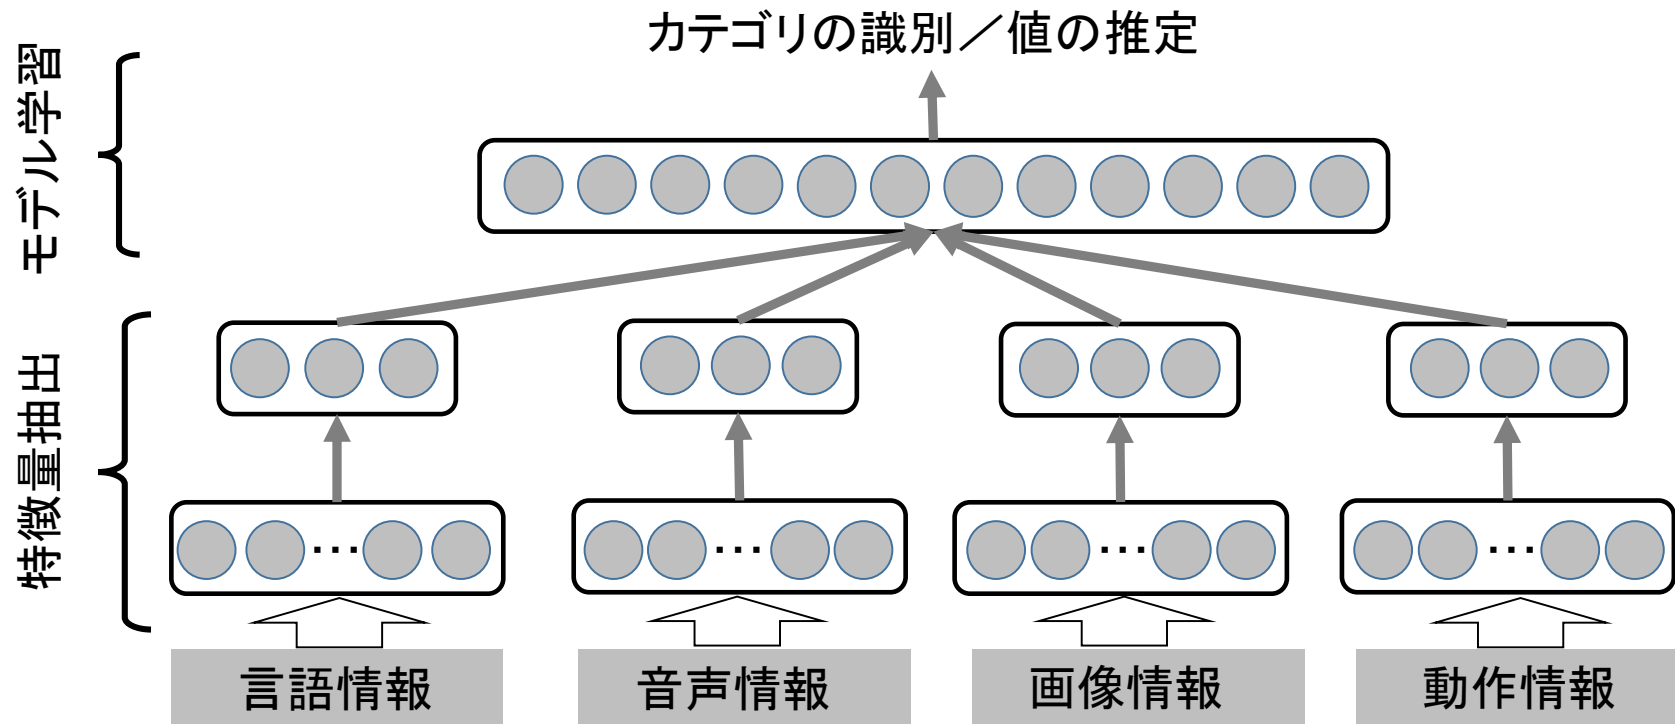 カテゴリの識別／値の推定
モデル学習
特徴量抽出
…
…
…
…
言語情報
音声情報
画像情報
動作情報